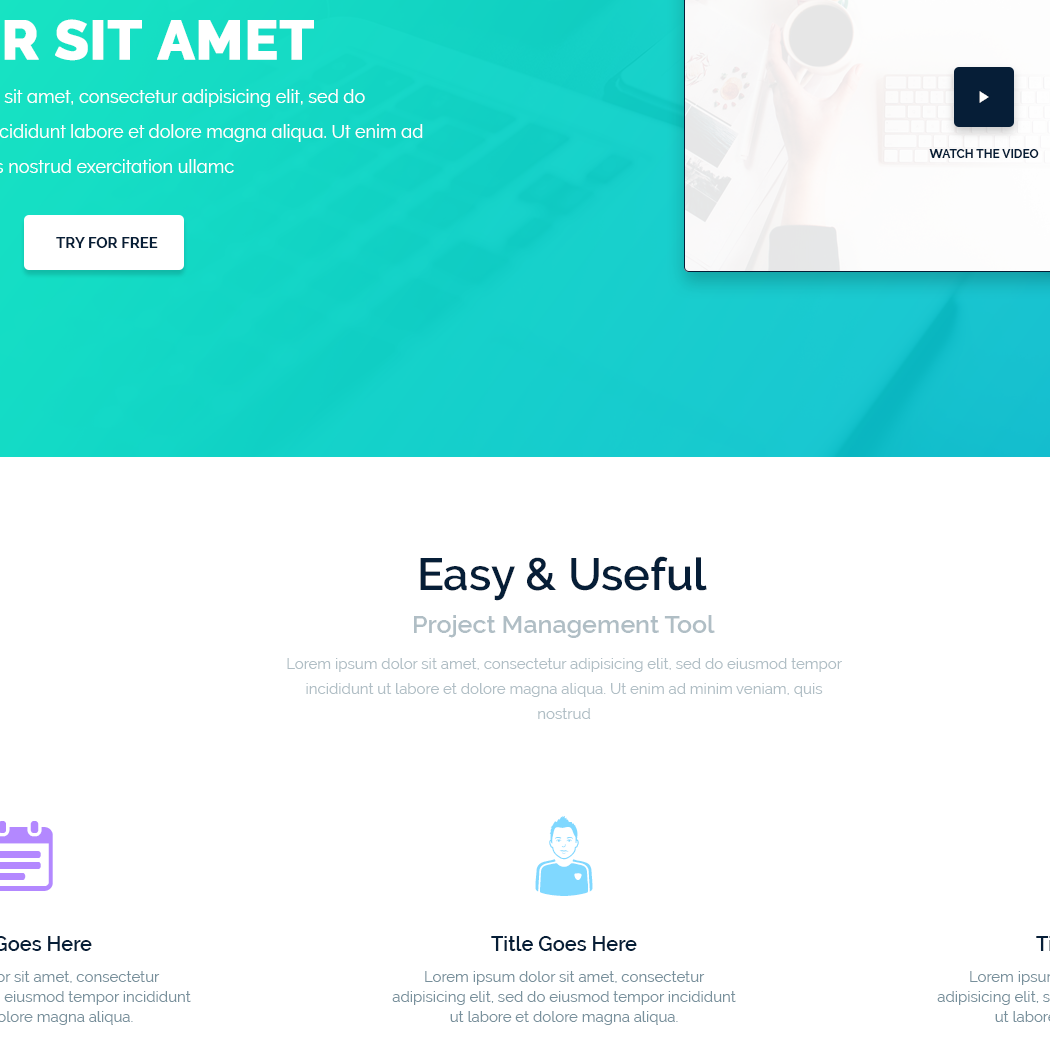 R SIT AMET
sit amet, consectetur adipisicing elit, sed do
cididunt labore et dolore magna aliqua. Ut enim ad
s nostrud exercitation ullamc
TRY FOR FREE
WATCH THE VIDEO
Easy & Useful
Project Management Tool
Lorem ipsum dolor sit amet, consectetur adipisicing elit, sed do eiusmod tempor
incididunt ut labore et dolore magna aliqua. Ut enim ad minim veniam, quis
nostrud
Goes Here
or sit amet, consectetur
eiusmod tempor incididunt
olore magna aliqua.
Title Goes Here
Lorem ipsum dolor sit amet, consectetur
adipisicing elit, sed do eiusmod tempor incididunt
ut labore et dolore magna aliqua.
Ti
Lorem ipsu
adipisicing elit, s
ut labore